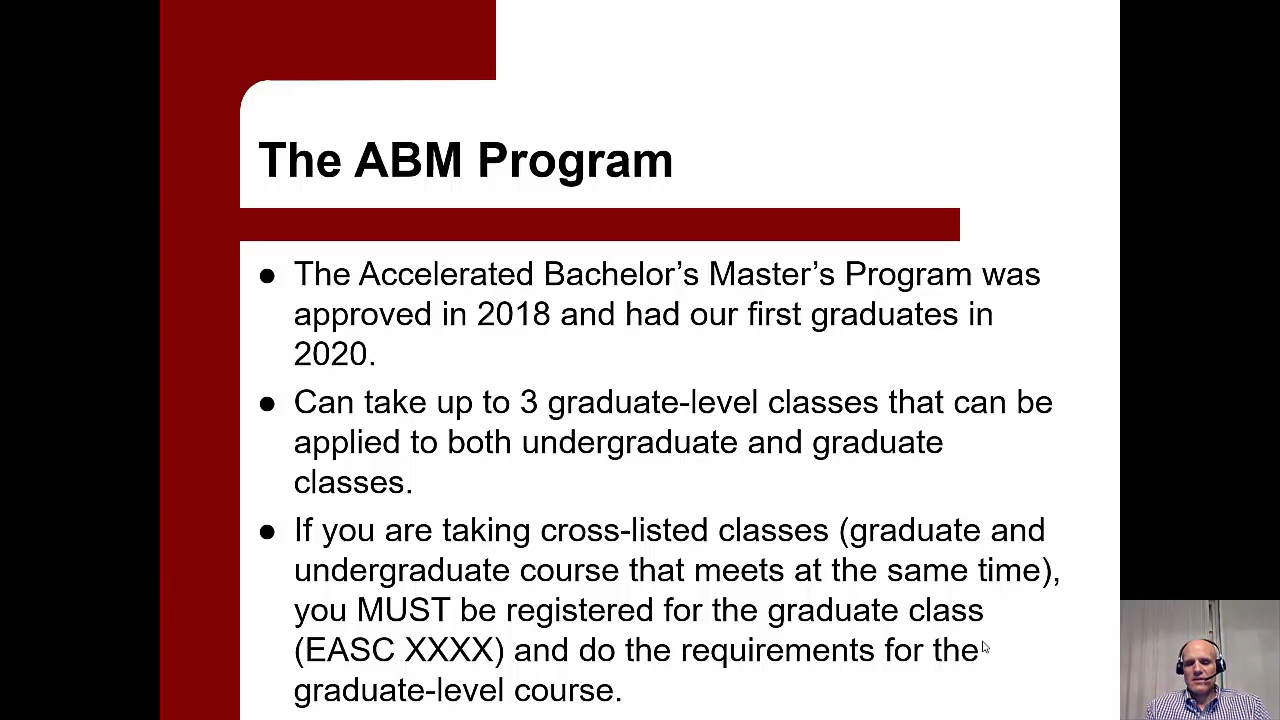 The ABM Program
● The Accelerated Bachelor’s Master’s Program was
approved in 2018 and had our first graduates in
2020.
● Can take up to 3 graduate-level classes that can be
applied to both undergraduate and graduate
classes.
● If you are taking cross-listed classes (graduate and
undergraduate course that meets at the same time),
you MUST be registered for the graduate class
(EASC XXXX) and do the requirements for the
graduate-level course.